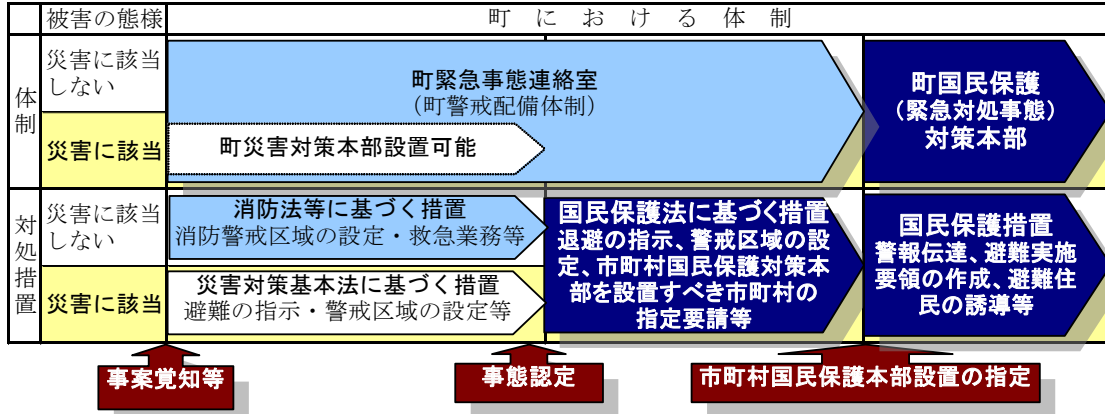 被害の態様
町における体制
体制
災害に該当
しない
災害に該当
町緊急事態連絡室
(町警戒配備体制)
町災害対策本部設置可能
町国民保護
(緊急対処事態)
対策本部
対処措置
災害に該当
しない
災害に該当
消防法等に基づく措置
消防警戒区域の設定・救急業務等
災害対策基本法に基づく措置
避難の指示・警戒区域の設定等
国民保護法に基づく措置
退避の指示、警戒区域の設
定、市町村国民保護対策本
部を設置すべき市町村の
指定要請等
国民保護措置
警報伝達、避難実施
要領の作成、避難住
民の誘導等
事案覚知等
事態認定
市町村国民保護本部設置の指定